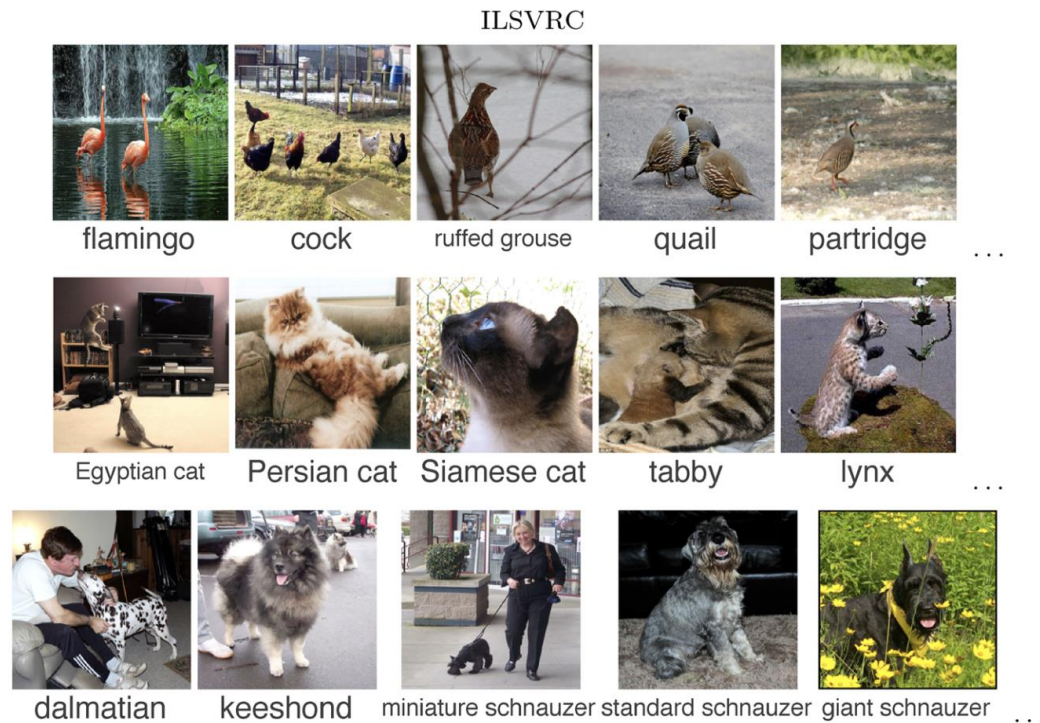 ILSVRC
flamingo cock ruffed grouse quail partridge ...
Egyptian cat Persian cat Siamese cat tabby lynx ...
dalmatian keeshond miniature schnauzer standard schnauzer giant schnauzer ..